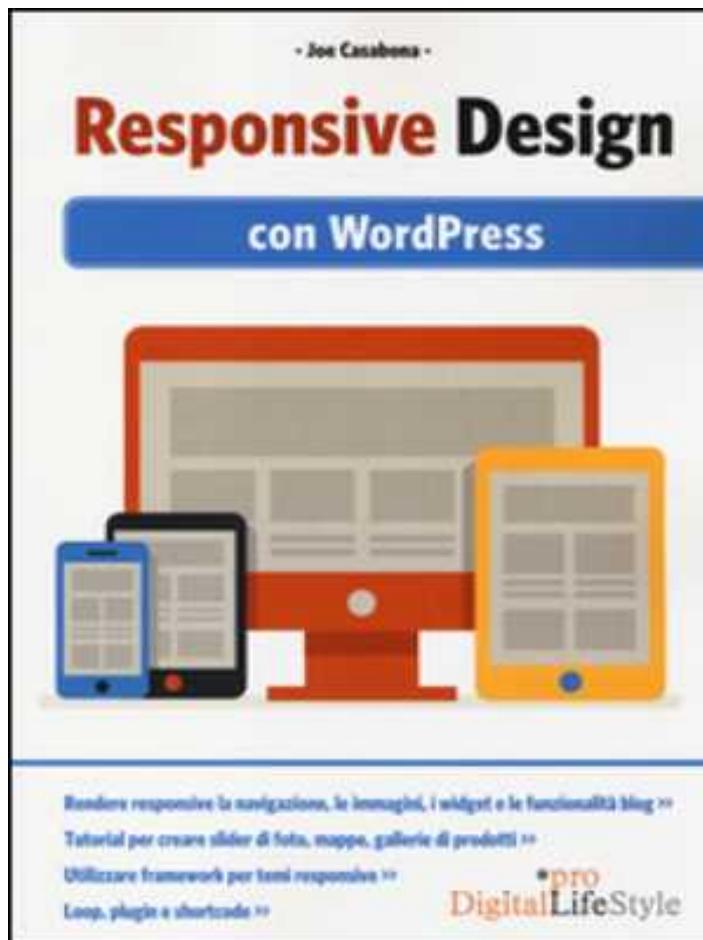 - Joe Casabona -
Responsive Design
con WordPress
Rendere responsive la navigazione, le immagini, i widget e le funzionalità blog >>
Tutorial per creare slider di foto, mappe, gallerie di prodotti >>
Utilizzare framework per temi responsive >>
Loop, plugin e shortcode >>
pro
DigitalLifeStyle